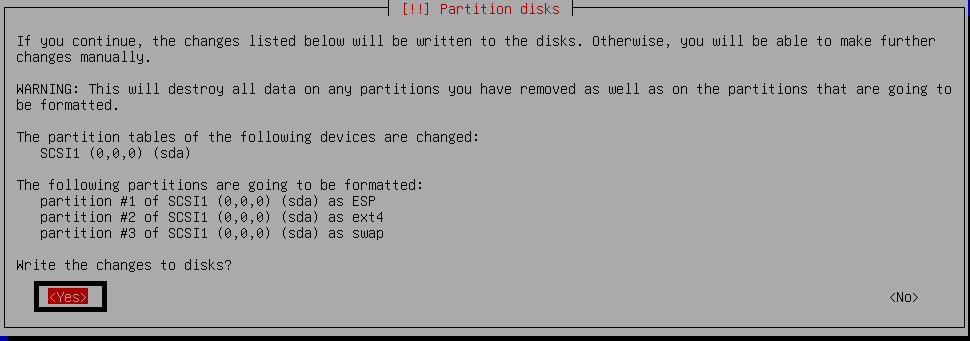 [!!] Partition disks
If you continue, the changes listed below will be written to the disks. Otherwise, you will be able to make further
changes manually.
WARNING: This will destroy all data on any partitions you have removed as well as on the partitions that are going to
be formatted.
The partition tables of the following devices are changed:
SCSI1 (0,0,0) (sda)
The following partitions are going to be formatted:
partition #1 of SCSI1 (0,0,0) (sda) as ESP
partition #2 of SCSI1 (0,0,0) (sda) as ext4
partition #3 of SCSI1 (0,0,0) (sda) as swap
Write the changes to disks?
<Yes> <No>